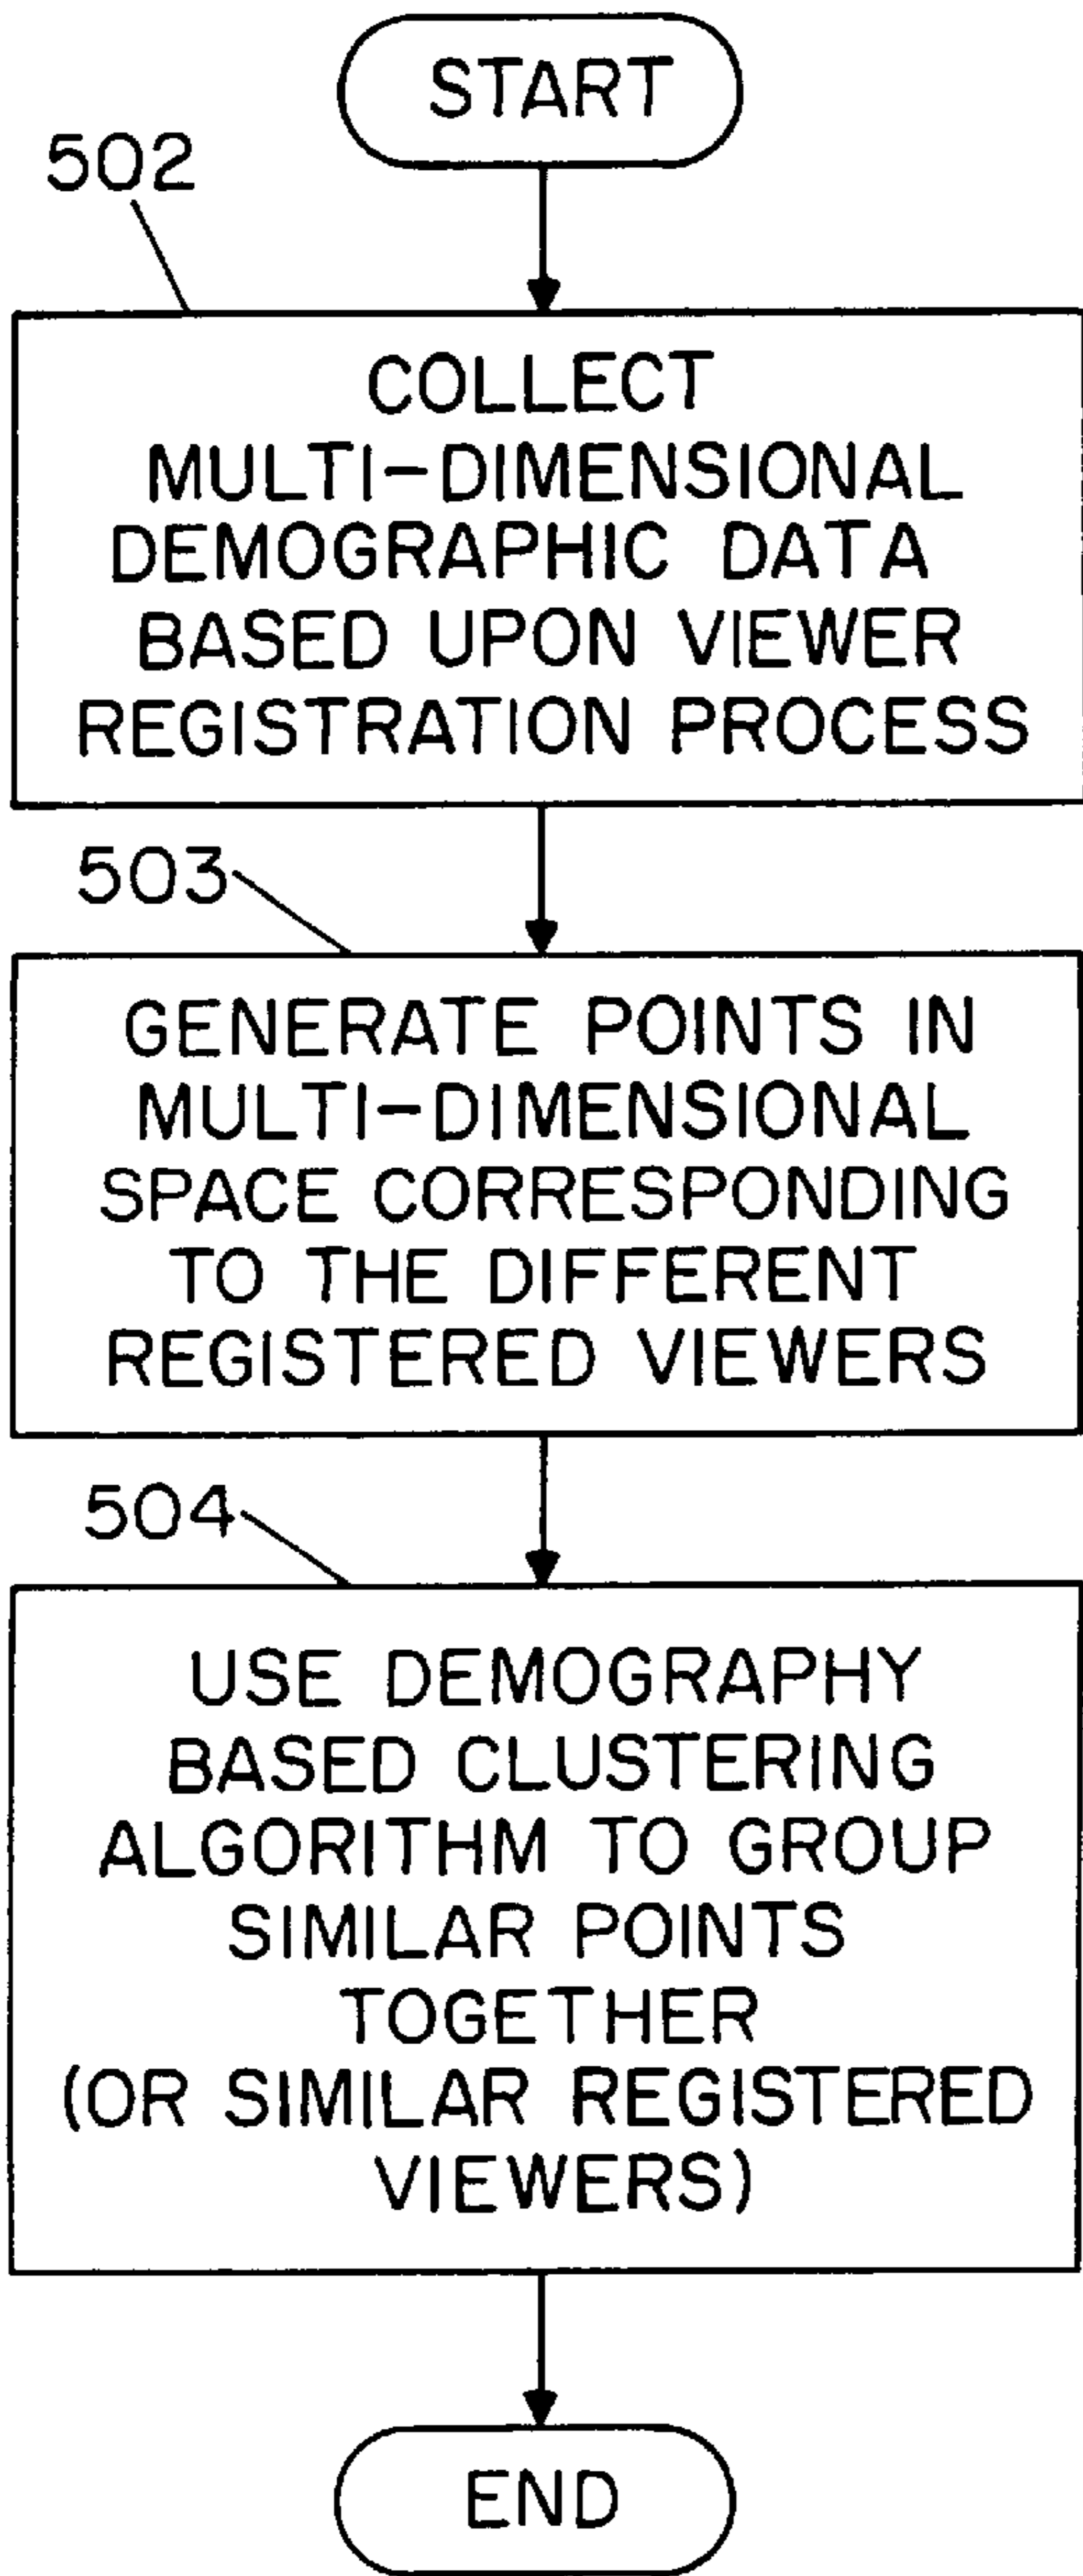 START
502
COLLECT
MULTI-DIMENSIONAL
DEMOGRAPHIC DATA
BASED UPON VIEWER
REGISTRATION PROCESS
503
GENERATE POINTS IN
MULTI-DIMENSIONAL
SPACE CORRESPONDING
TO THE DIFFERENT
REGISTERED VIEWERS
504
USE DEMOGRAPHY
BASED CLUSTERING
ALGORITHM TO GROUP
SIMILAR POINTS
TOGETHER
(OR SIMILAR REGISTERED
VIEWERS)
END